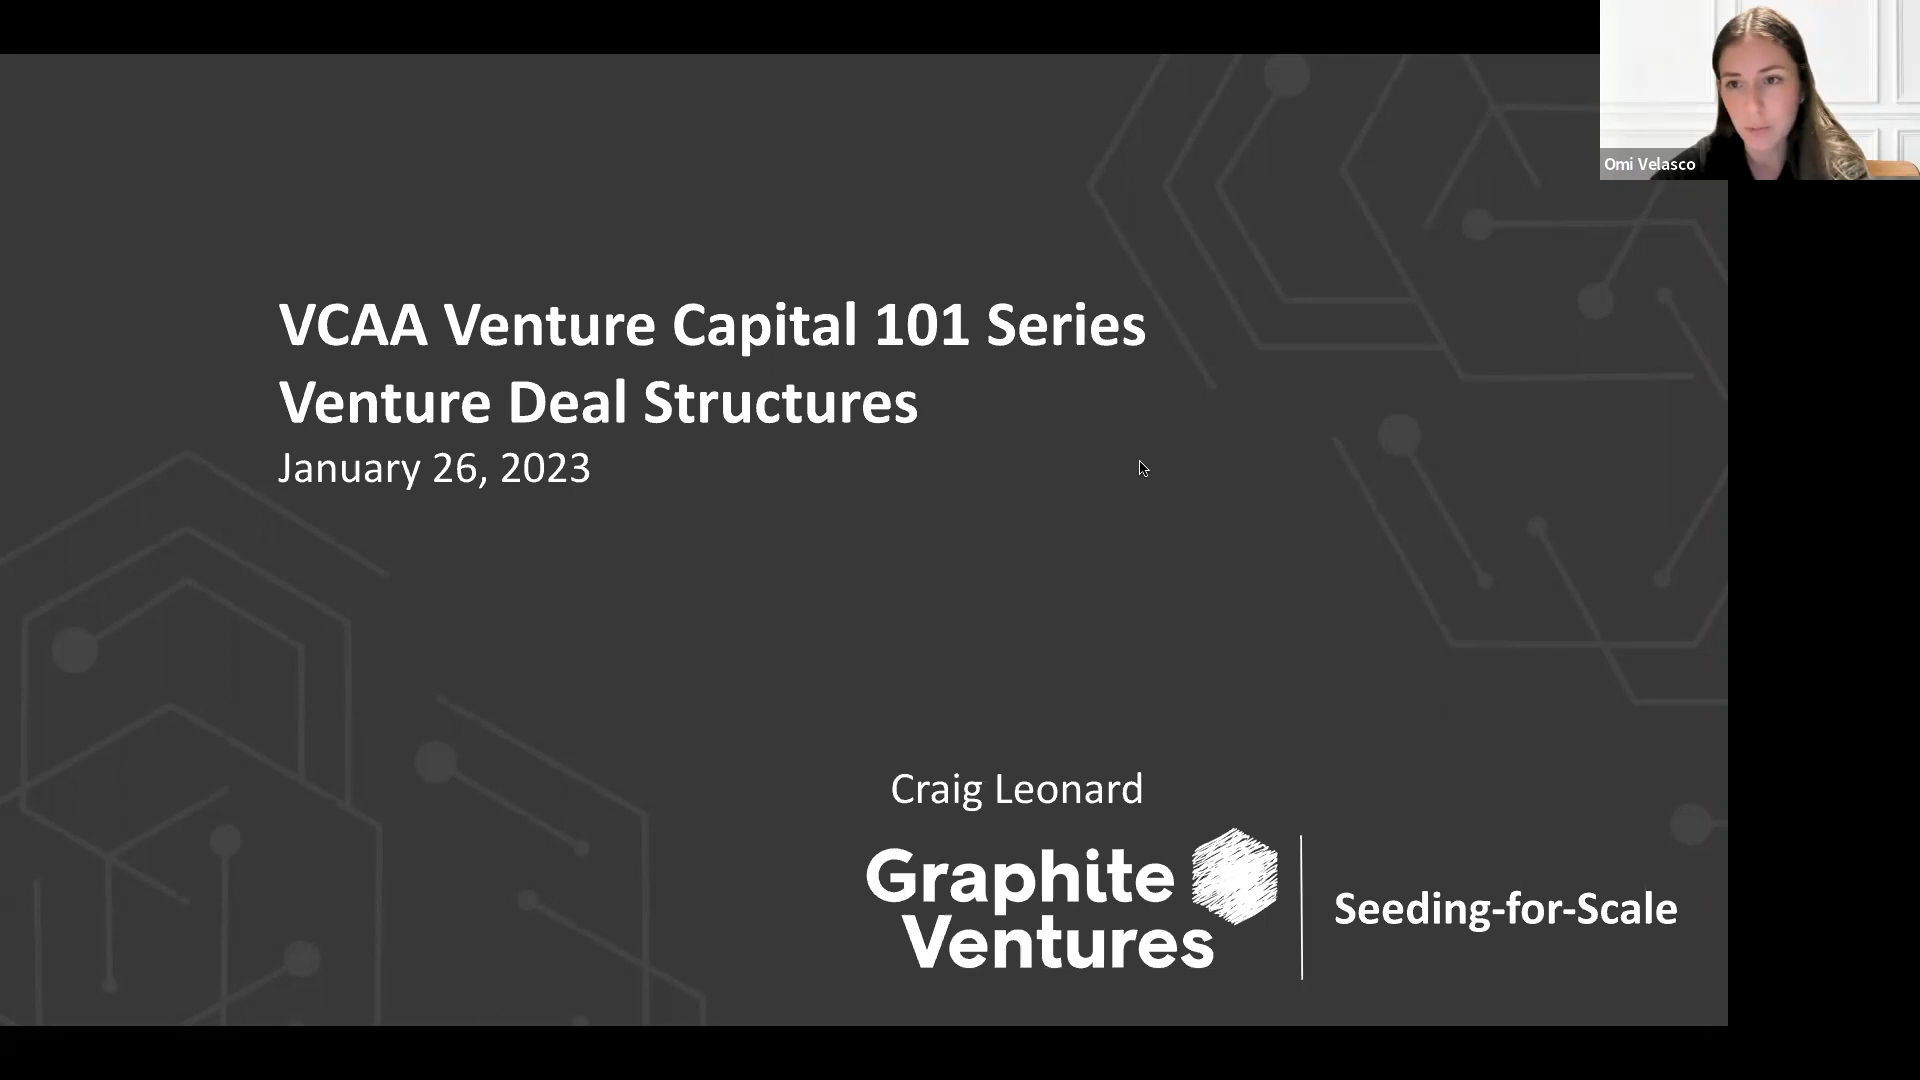 VCAA Venture Capital 101 Series
Venture Deal Structures
January 26, 2023
Craig Leonard
Graphite
Ventures
Seeding-for-Scale
Omi Velasco